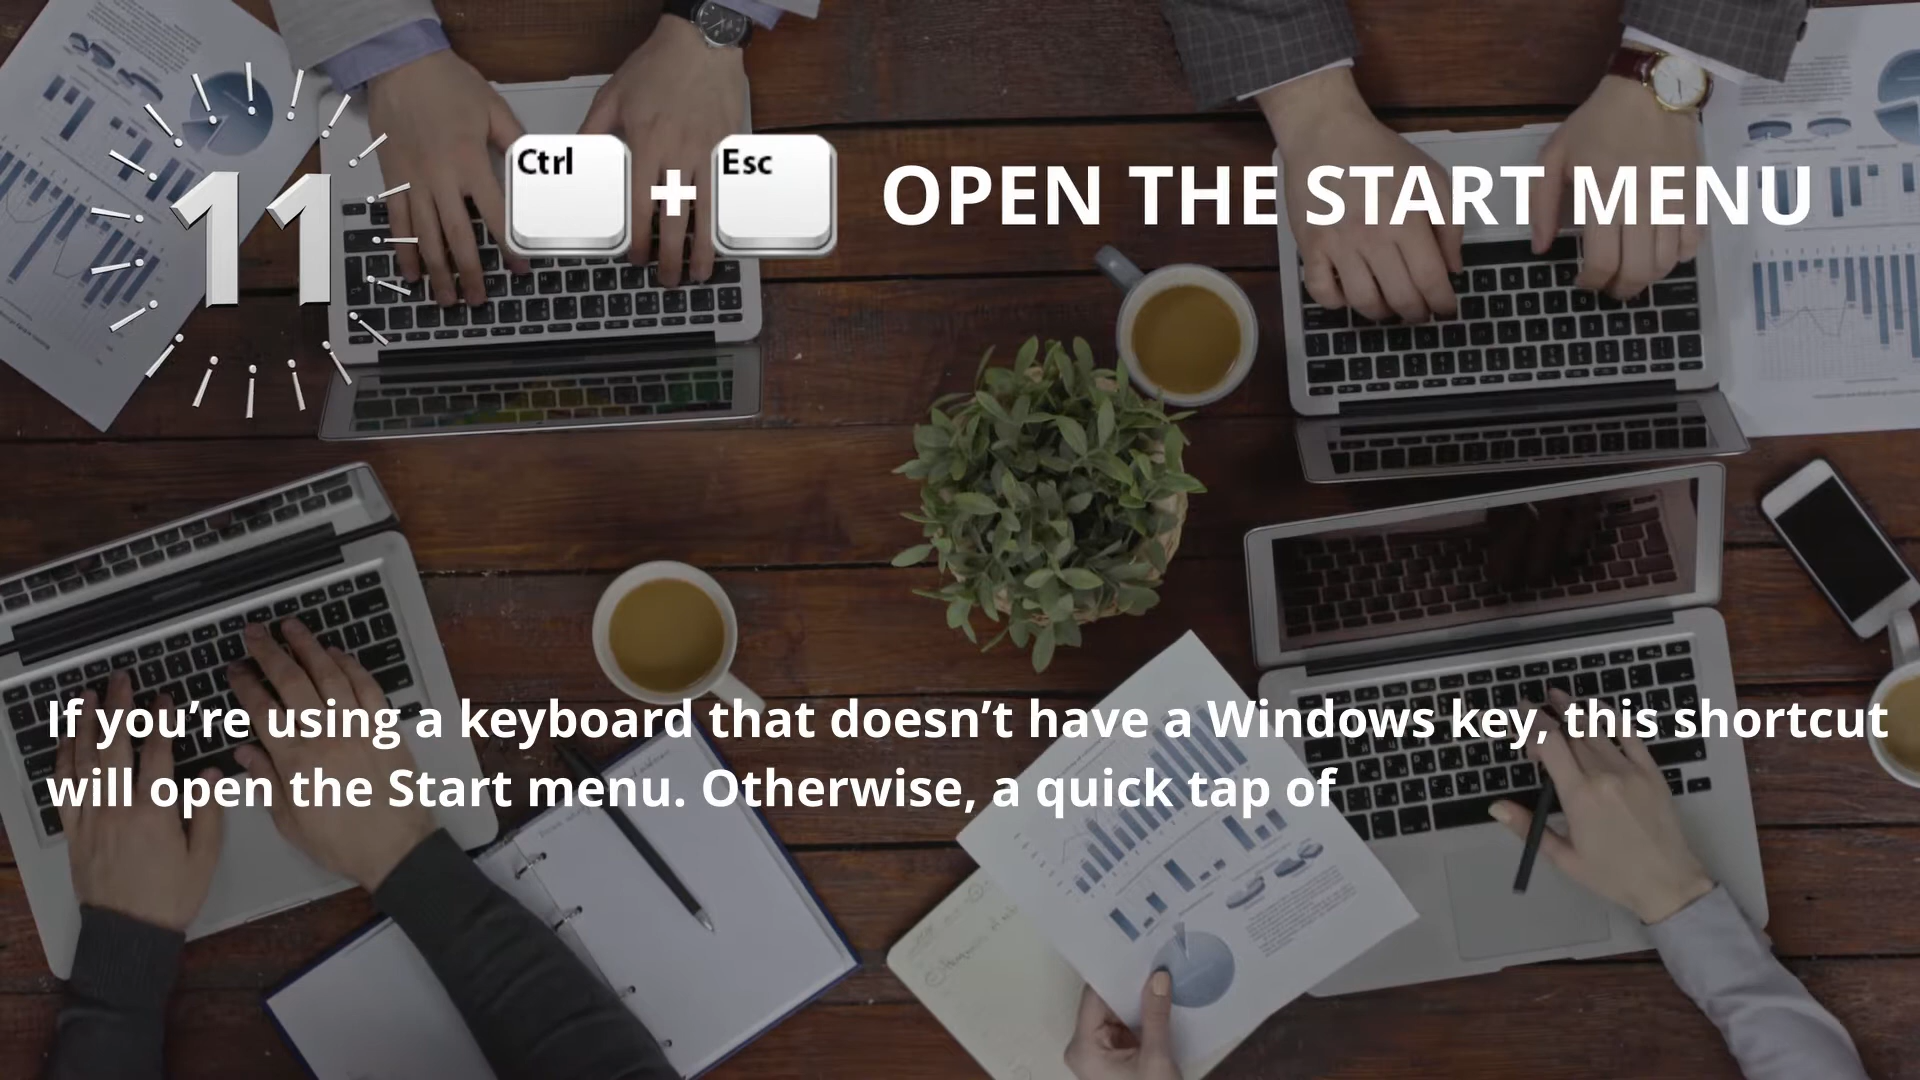 11 Ctrl + Esc OPEN THE START MENU
If you’re using a keyboard that doesn’t have a Windows key, this shortcut
will open the Start menu. Otherwise, a quick tap of